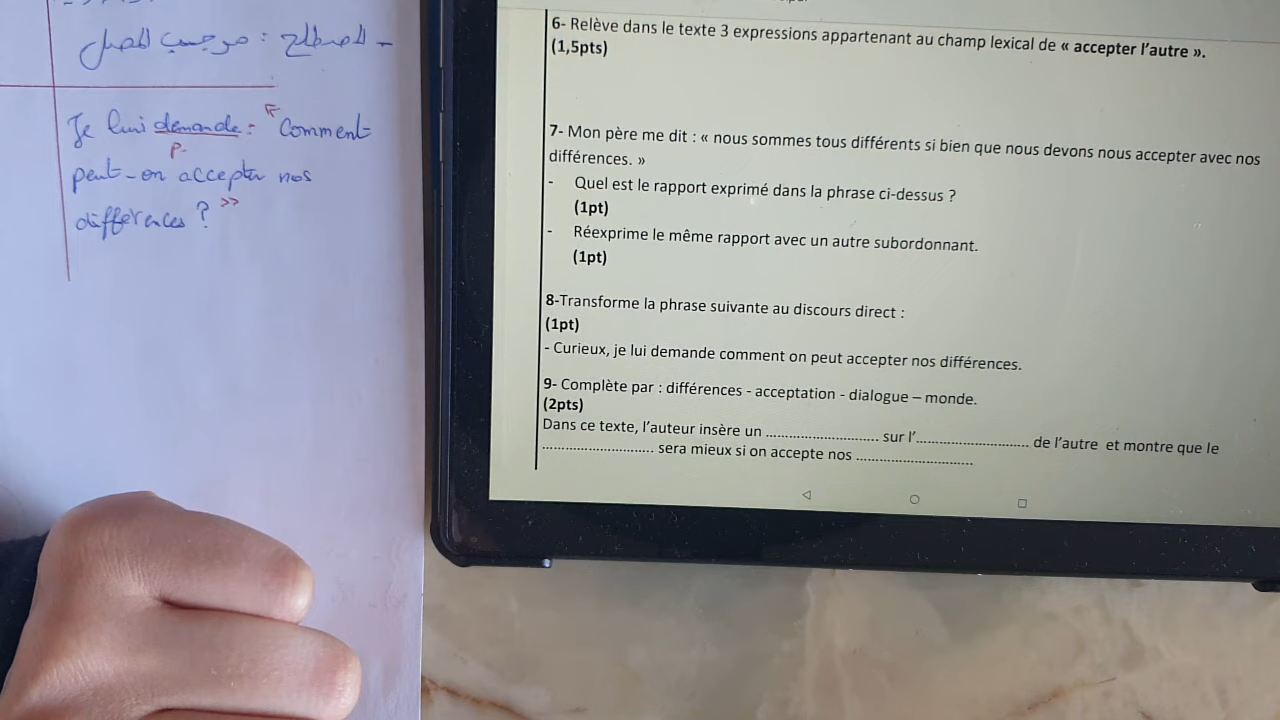 - المصطلح :
Je lui demande : " Comment
P.
peut-on accepter nos
différences ? »
6- Relève dans le texte 3 expressions appartenant au champ lexical de « accepter l'autre ».
(1,5pts)
7- Mon père me dit : « nous sommes tous différents si bien que nous devons nous accepter avec nos
différences. »
- Quel est le rapport exprimé dans la phrase ci-dessus ?
(1pt)
- Réexprime le même rapport avec un autre subordonnant.
(1pt)
8-Transforme la phrase suivante au discours direct :
(1pt)
- Curieux, je lui demande comment on peut accepter nos différences.
9- Complète par : différences - acceptation - dialogue – monde.
(2pts)
Dans ce texte, l'auteur insère un ............................ sur l'............................ de l'autre et montre que le
............................ sera mieux si on accepte nos .............................